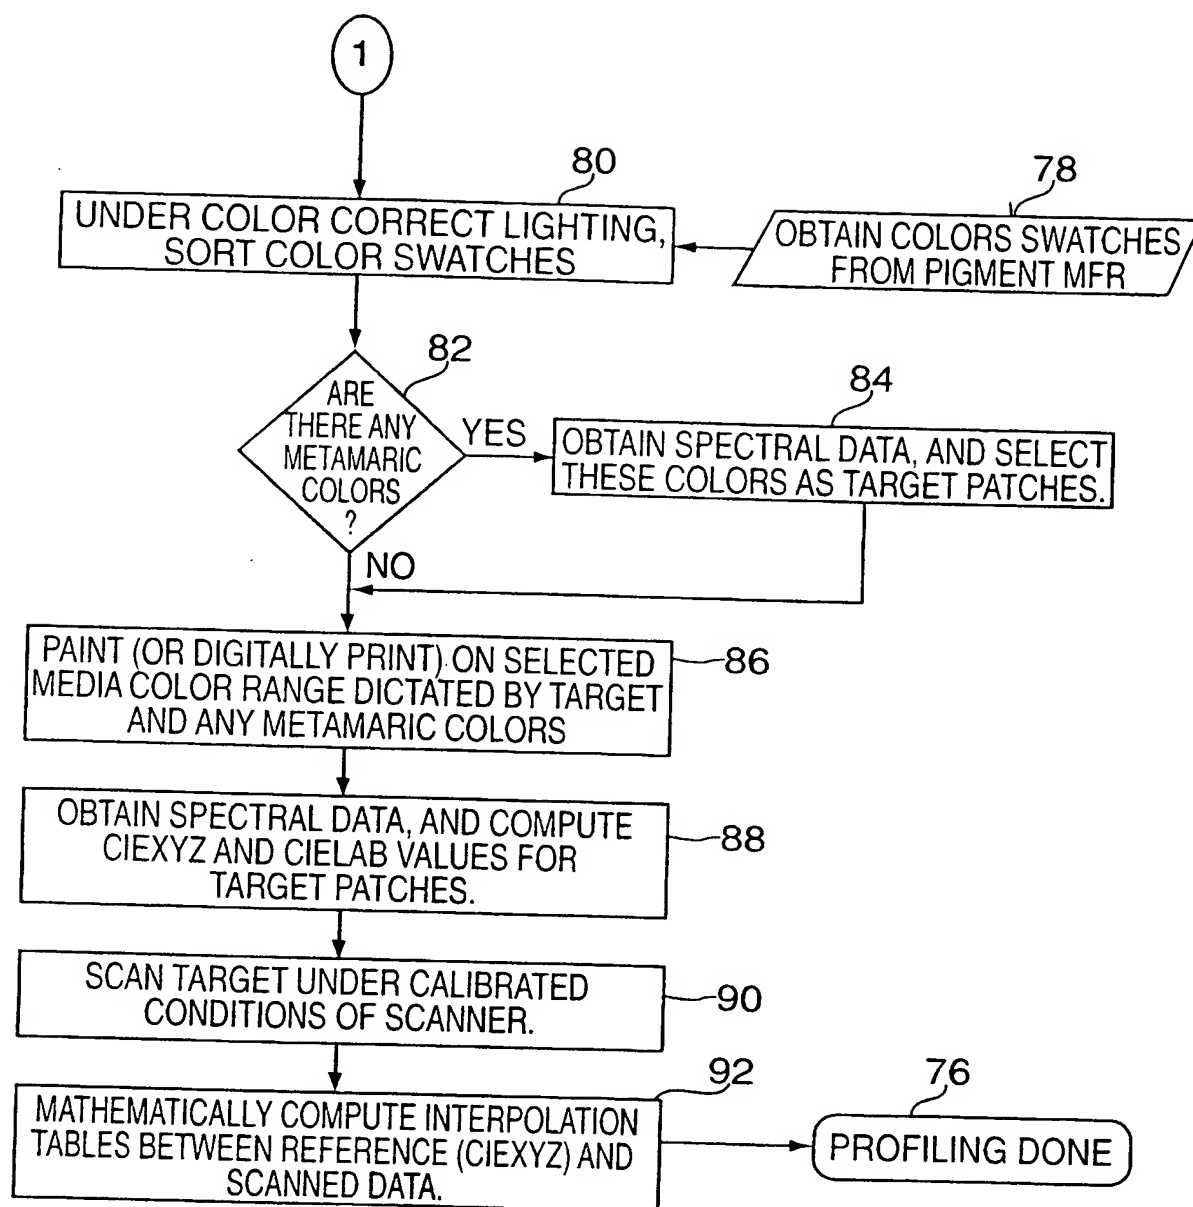 1
80
UNDER COLOR CORRECT LIGHTING,
SORT COLOR SWATCHES
78
OBTAIN COLORS SWATCHES
FROM PIGMENT MFR
82
ARE
THERE ANY
METAMARIC
COLORS
?
YES
84
OBTAIN SPECTRAL DATA, AND SELECT
THESE COLORS AS TARGET PATCHES.
NO
PAINT (OR DIGITALLY PRINT) ON SELECTED
MEDIA COLOR RANGE DICTATED BY TARGET
AND ANY METAMARIC COLORS
86
OBTAIN SPECTRAL DATA, AND COMPUTE
CIEXYZ AND CIELAB VALUES FOR
TARGET PATCHES.
88
SCAN TARGET UNDER CALIBRATED
CONDITIONS OF SCANNER.
90
92
MATHEMATICALLY COMPUTE INTERPOLATION
TABLES BETWEEN REFERENCE (CIEXYZ) AND
SCANNED DATA.
76
PROFILING DONE